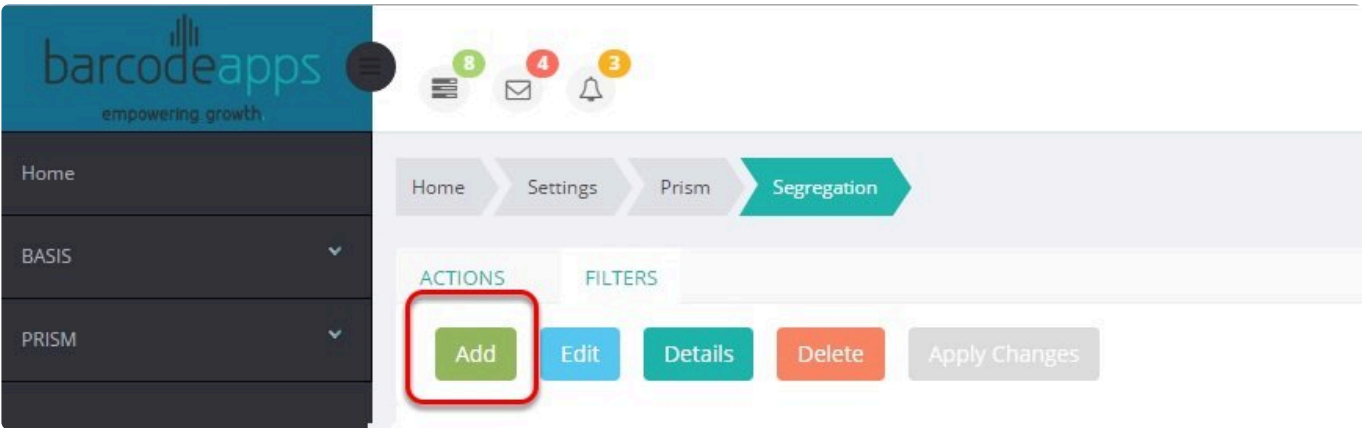 barcodeapps
empowering growth.
8 4 3
Home
BASIS
PRISM
Home Settings Prism Segregation
ACTIONS FILTERS
Add Edit Details Delete Apply Changes